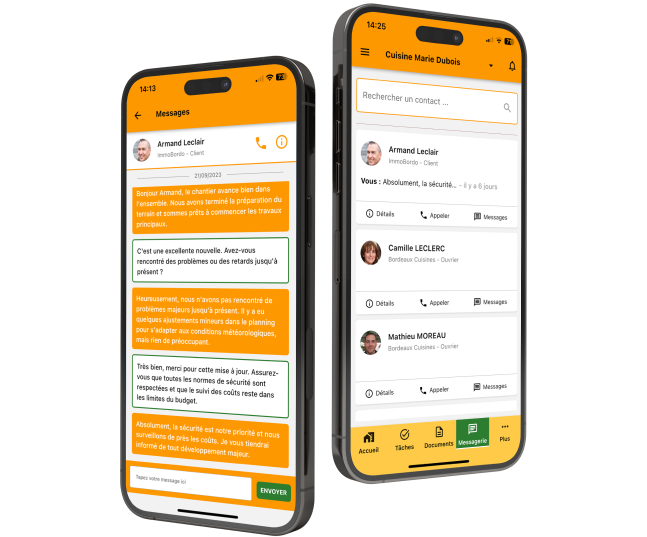 14:13
73
Messages
Armand Leclair
ImmoBordo - Client
21/09/2023
Bonjour Armand, le chantier avance bien dans
l'ensemble. Nous avons terminé la préparation du
terrain et sommes prêts à commencer les travaux
principaux.
C'est une excellente nouvelle. Avez-vous
rencontré des problèmes ou des retards jusqu'à
présent ?
Heureusement, nous n'avons pas rencontré de
problèmes majeurs jusqu'à présent. Il y a eu
quelques ajustements mineurs dans le planning
pour s'adapter aux conditions météorologiques,
mais rien de préoccupant.
Très bien, merci pour cette mise à jour. Assurez-
vous que toutes les normes de sécurité sont
respectées et que le suivi des coûts reste dans
les limites du budget.
Absolument, la sécurité est notre priorité et nous
surveillons de près les coûts. Je vous tiendrai
informé de tout développement majeur.
Tapez votre message ici
ENVOYER
14:25
Cuisine Marie Dubois
Rechercher un contact ...
Armand Leclair
ImmoBordo - Client
Vous : Absolument, la sécurité... - il y a 6 jours
Détails Appeler Messages
Camille LECLERC
Bordeaux Cuisines - Ouvrier
Détails Appeler Messages
Mathieu MOREAU
Bordeaux Cuisines - Ouvrier
Détails Appeler Messages
Accueil Tâches Documents Messagerie Plus